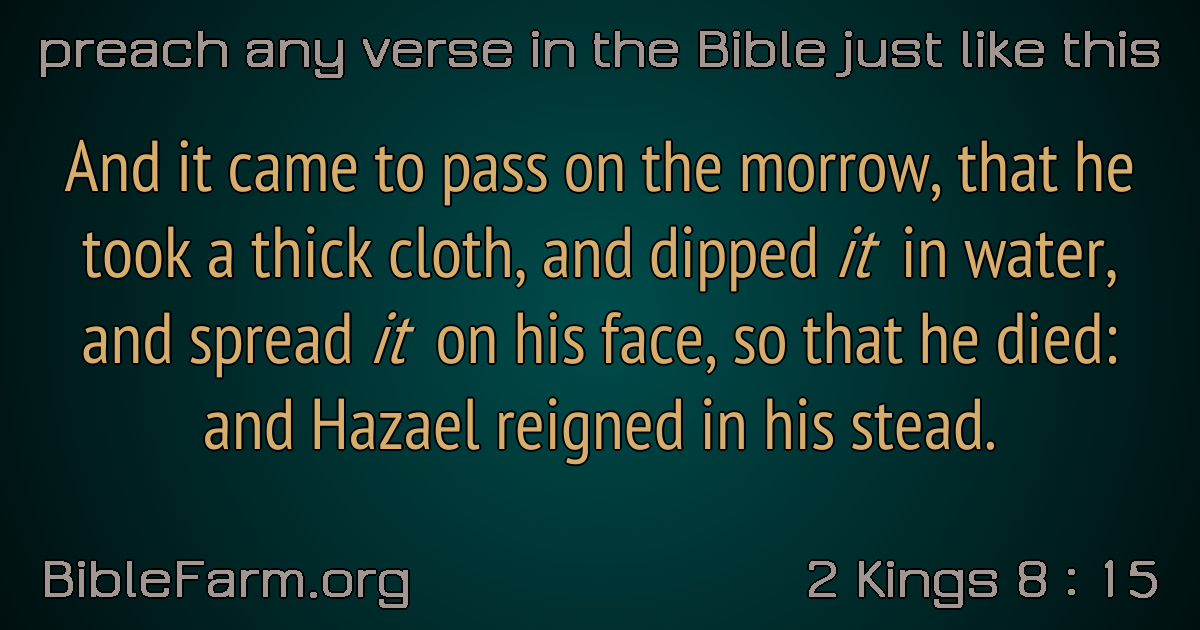 preach any verse in the Bible just like this
And it came to pass on the morrow, that he
took a thick cloth, and dipped it in water,
and spread it on his face, so that he died:
and Hazael reigned in his stead.
BibleFarm.org
2 Kings 8 : 15